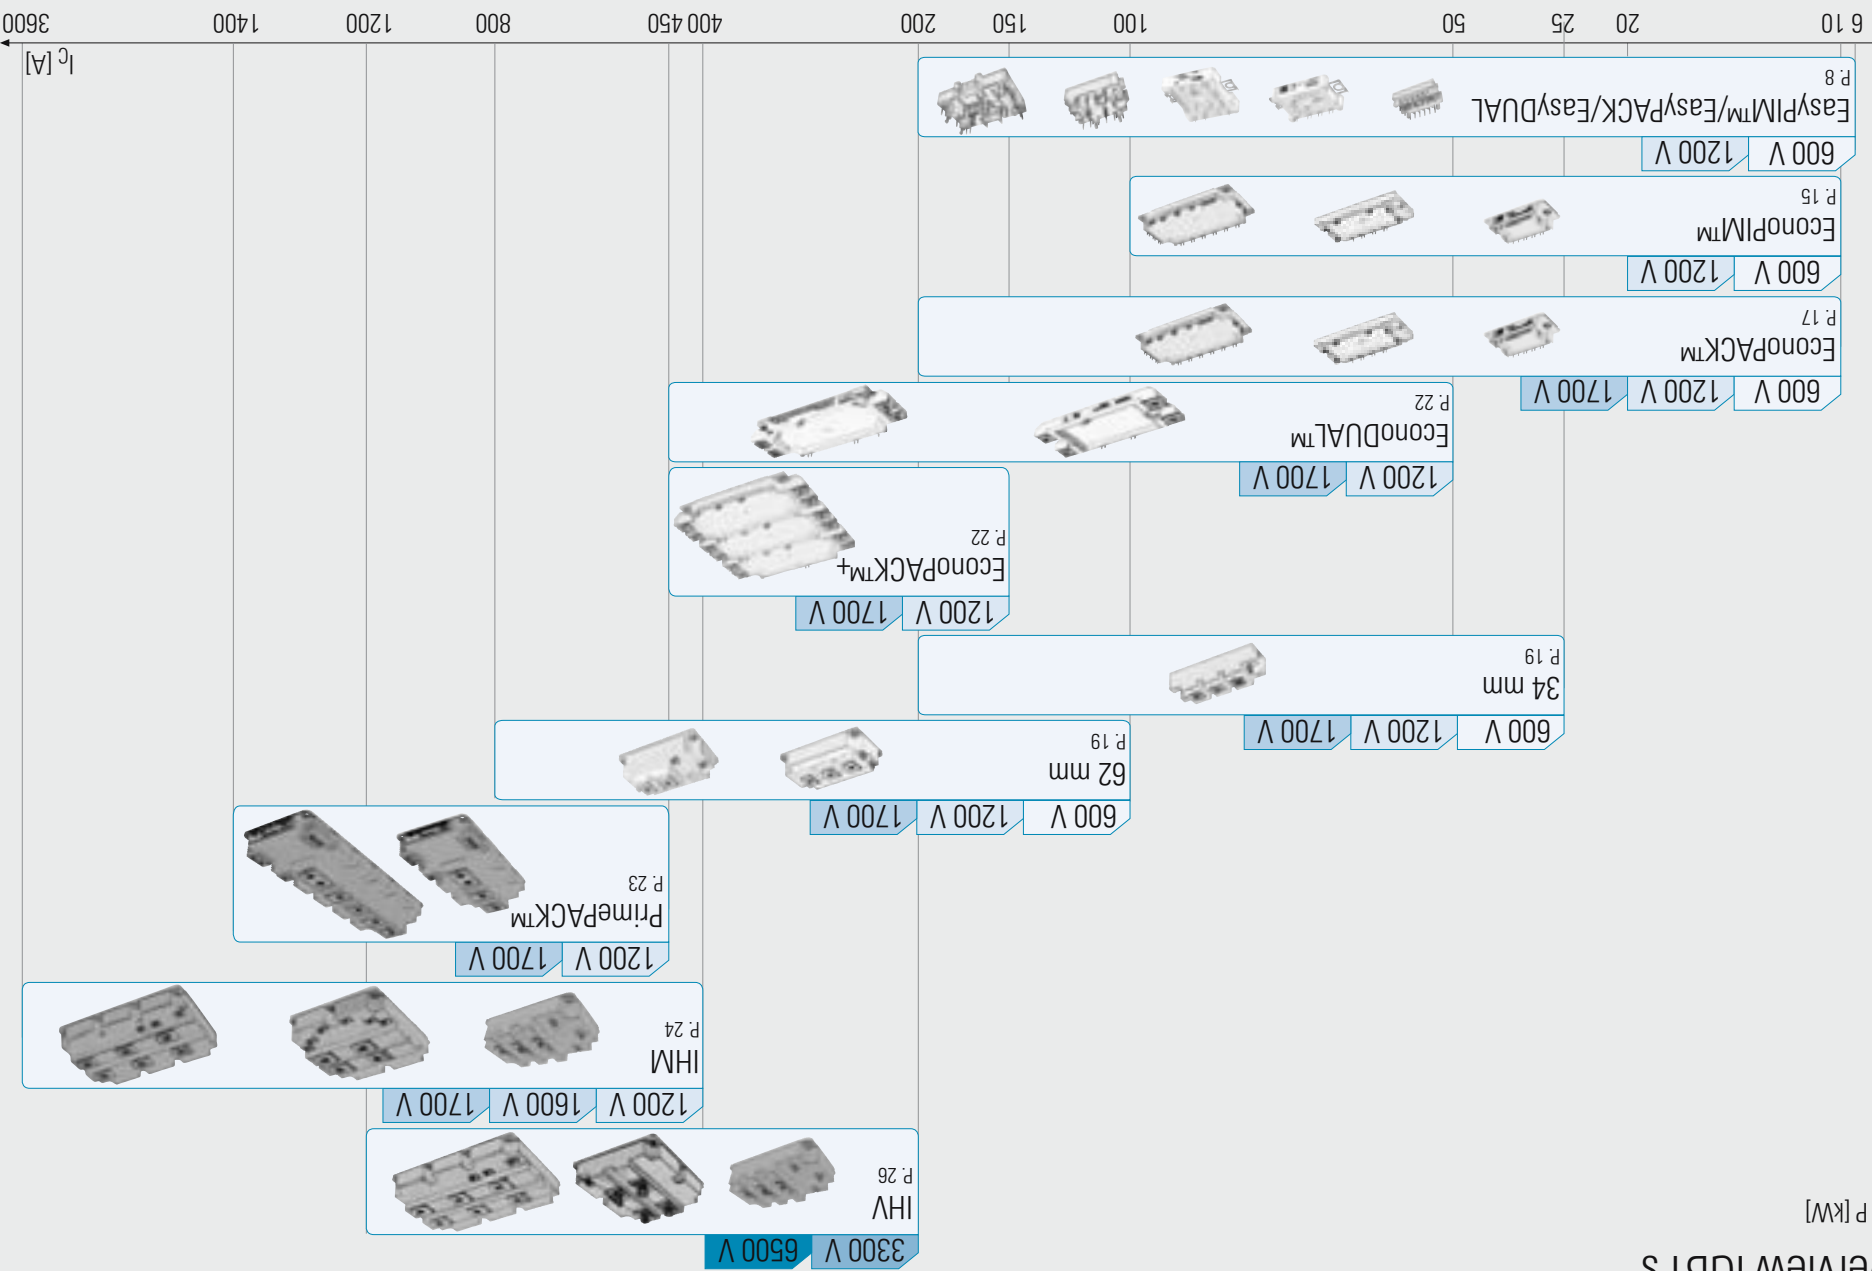 P [kW]
3300 V 6500 V
IHV
P. 26
1200 V 1600 V 1700 V
IHM
P. 24
1200 V 1700 V
PrimePACK™
P. 23
600 V 1200 V 1700 V
62 mm
P. 19
600 V 1200 V 1700 V
34 mm
P. 19
1200 V 1700 V
EconoPACK™+
P. 22
1200 V 1700 V
EconoDUAL™
P. 22
600 V 1200 V 1700 V
EconoPACK™
P. 17
600 V 1200 V
EconoPIM™
P. 15
600 V 1200 V
EasyPIM™/EasyPACK/EasyDUAL
P. 8
IC [A]
6 10 20 25 50 100 150 200 400 450 800 1200 1400 3600